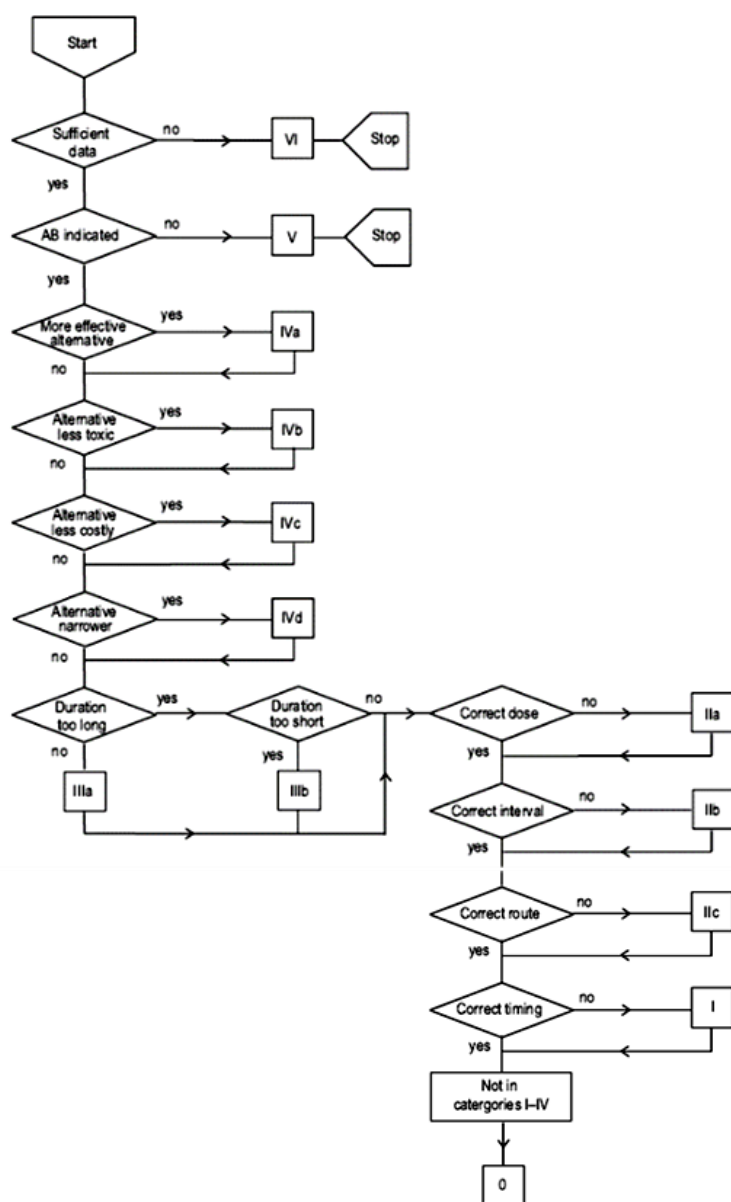 Start
Sufficient
data
no
VI
Stop
yes
AB indicated
no
V
Stop
yes
More effective
alternative
yes
IVa
no
Alternative
less toxic
yes
IVb
no
Alternative
less costly
yes
IVc
no
Alternative
narrower
yes
IVd
no
Duration
too long
yes
Duration
too short
no
Correct dose
no
IIa
no
IIIa
yes
IIIb
yes
Correct interval
no
IIb
yes
Correct route
no
IIc
yes
Correct timing
no
I
yes
Not in
catergories I–IV
0